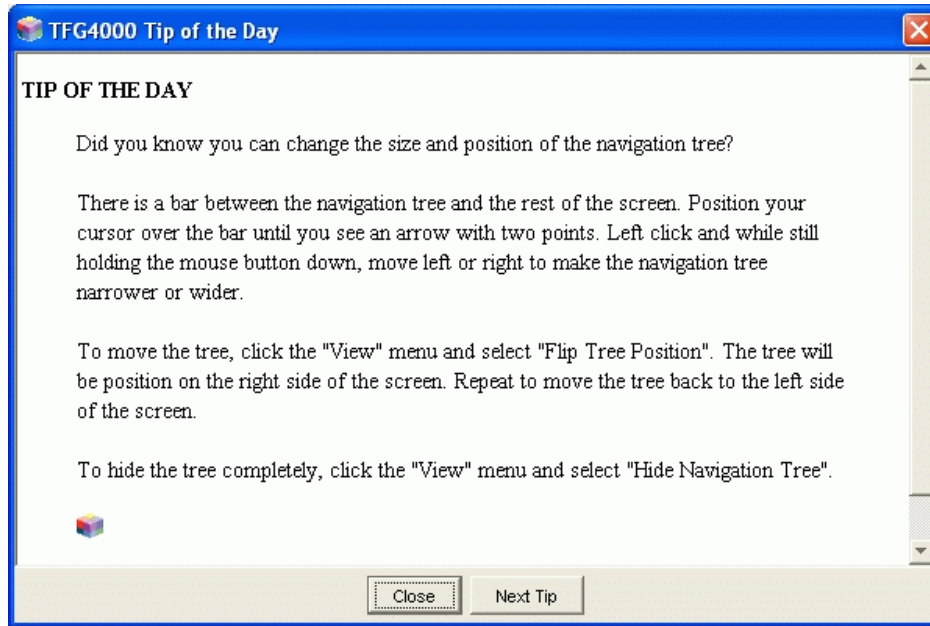 TFG4000 Tip of the Day
TIP OF THE DAY
Did you know you can change the size and position of the navigation tree?
There is a bar between the navigation tree and the rest of the screen. Position your
cursor over the bar until you see an arrow with two points. Left click and while still
holding the mouse button down, move left or right to make the navigation tree
narrower or wider.
To move the tree, click the "View" menu and select "Flip Tree Position". The tree will
be position on the right side of the screen. Repeat to move the tree back to the left side
of the screen.
To hide the tree completely, click the "View" menu and select "Hide Navigation Tree".
Close Next Tip